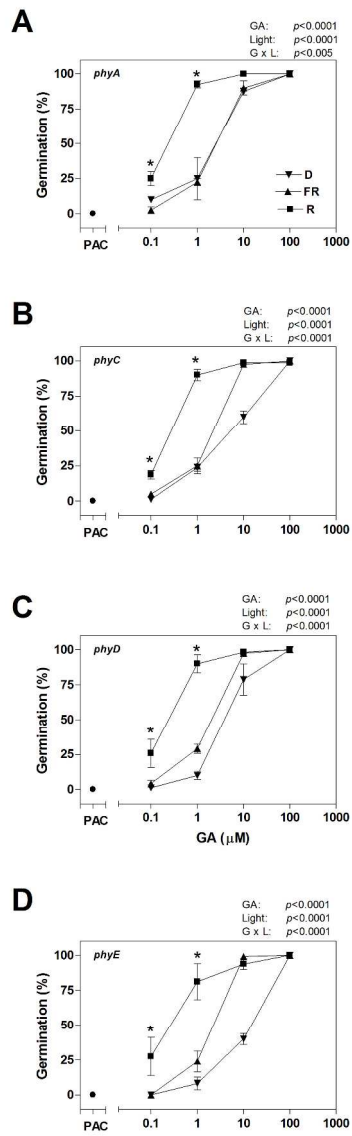 A
GA: p<0.0001
Light: p<0.0001
G x L: p<0.005
phyA
Germination (%)
100
75
50
25
0
D
FR
R
*
*
PAC
0.1
1
10
100
1000
B
GA: p<0.0001
Light: p<0.0001
G x L: p<0.0001
phyC
Germination (%)
100
75
50
25
0
*
*
PAC
0.1
1
10
100
1000
C
GA: p<0.0001
Light: p<0.0001
G x L: p<0.0001
phyD
Germination (%)
100
75
50
25
0
*
*
PAC
0.1
1
10
100
1000
GA (μM)
D
GA: p<0.0001
Light: p<0.0001
G x L: p<0.0001
phyE
Germination (%)
100
75
50
25
0
*
*
PAC
0.1
1
10
100
1000